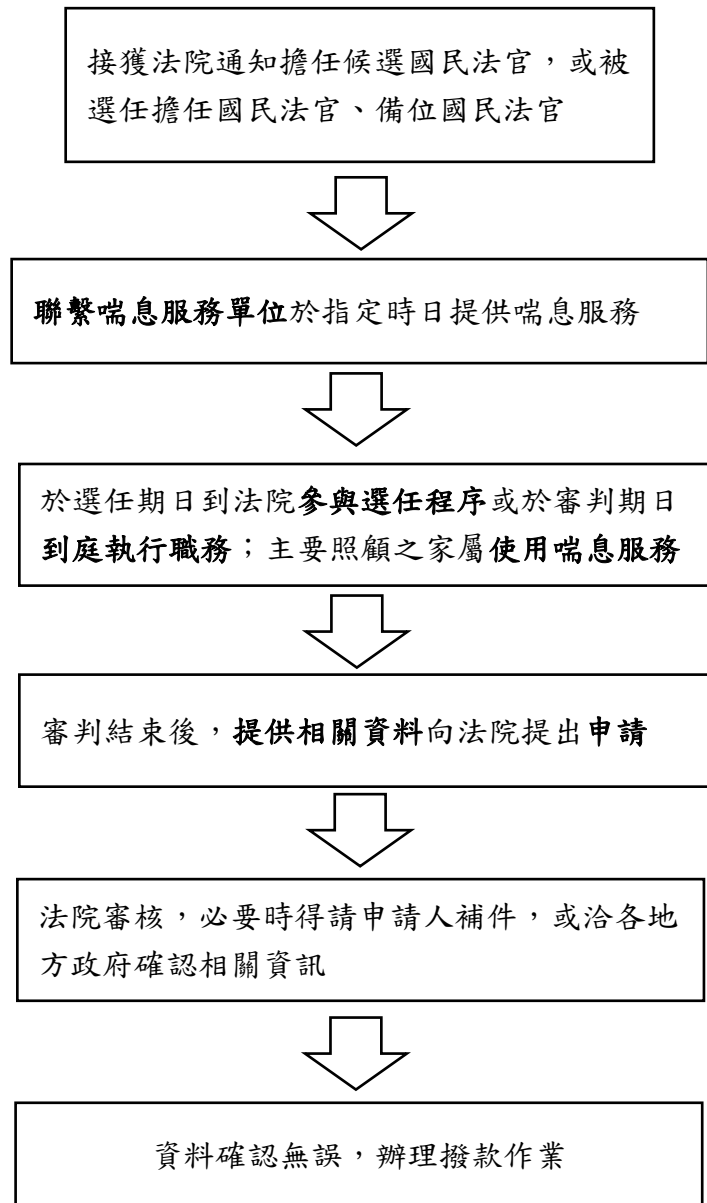 接獲法院通知擔任候選國民法官，或被
選任擔任國民法官、備位國民法官
聯繫喘息服務單位於指定時日提供喘息服務
於選任期日到法院參與選任程序或於審判期日
到庭執行職務；主要照顧之家屬使用喘息服務
審判結束後，提供相關資料向法院提出申請
法院審核，必要時得請申請人補件，或洽各地
方政府確認相關資訊
資料確認無誤，辦理撥款作業